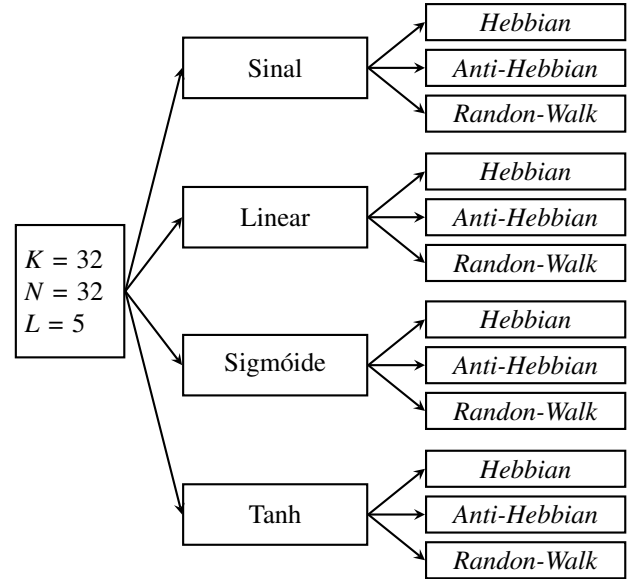 K = 32
N = 32
L = 5
Sinal
Hebbian
Anti-Hebbian
Randon-Walk
Linear
Hebbian
Anti-Hebbian
Randon-Walk
Sigmóide
Hebbian
Anti-Hebbian
Randon-Walk
Tanh
Hebbian
Anti-Hebbian
Randon-Walk